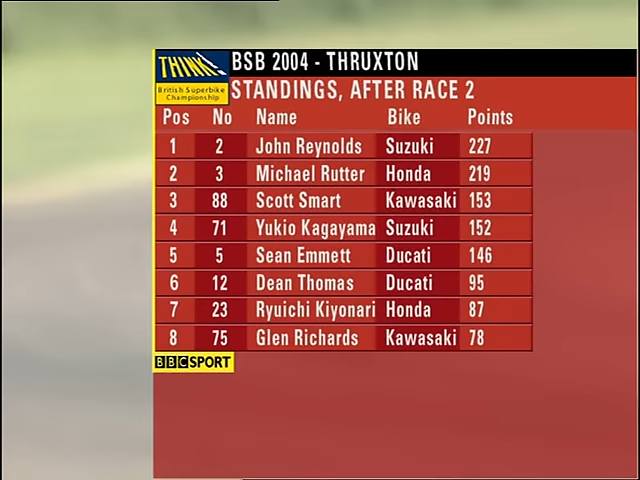 THINK!
British Superbike
Championship
BSB 2004 - THRUXTON
STANDINGS, AFTER RACE 2
Pos No Name Bike Points
1 2 John Reynolds Suzuki 227
2 3 Michael Rutter Honda 219
3 88 Scott Smart Kawasaki 153
4 71 Yukio Kagayama Suzuki 152
5 5 Sean Emmett Ducati 146
6 12 Dean Thomas Ducati 95
7 23 Ryuichi Kiyonari Honda 87
8 75 Glen Richards Kawasaki 78
BBC SPORT